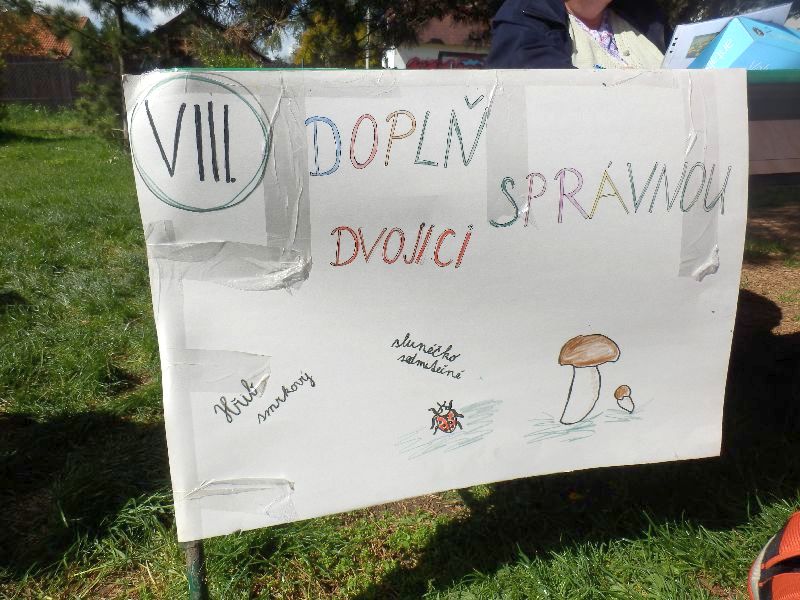 VIII.
DOPLŇ
SPRÁVNOU
DVOJICI
slunéčko
sedmitečné
Hřib
smrkový